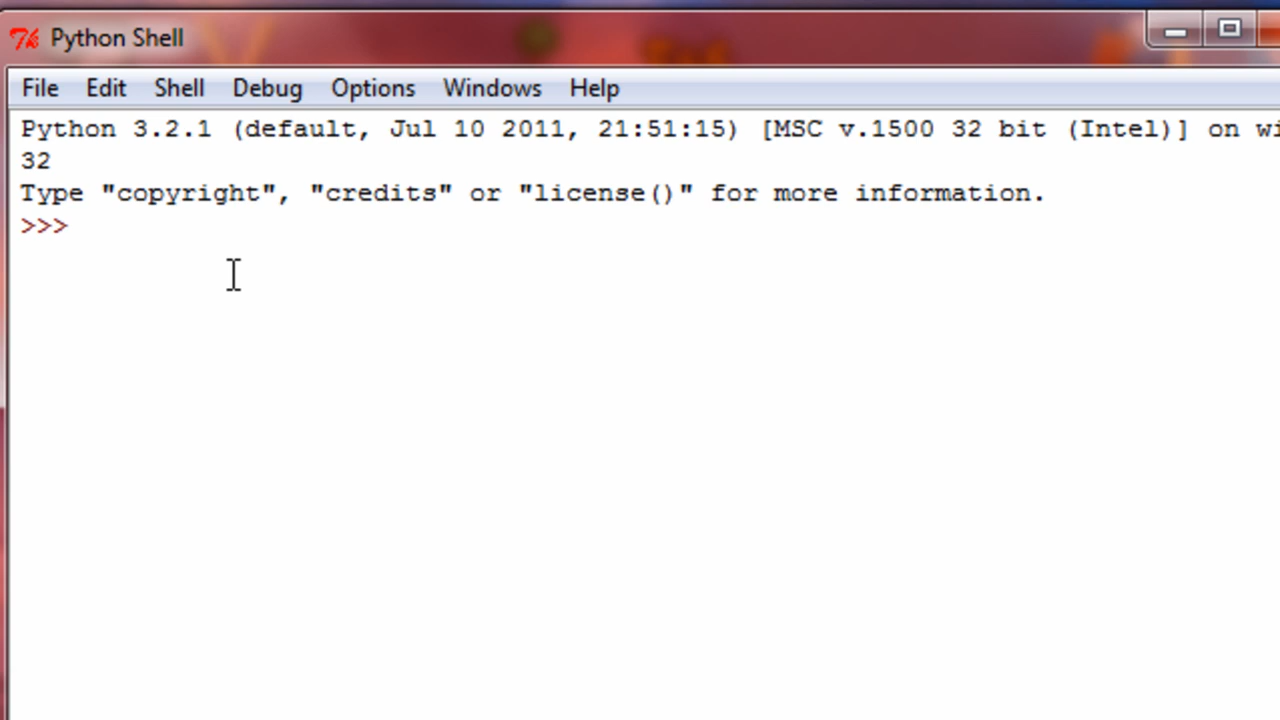 Python Shell
File Edit Shell Debug Options Windows Help
Python 3.2.1 (default, Jul 10 2011, 21:51:15) [MSC v.1500 32 bit (Intel)] on wi
32
Type "copyright", "credits" or "license()" for more information.
>>>